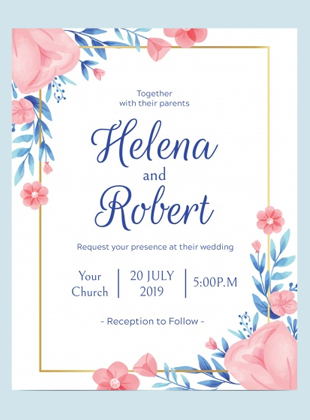 Together
with their parents
Helena
and
Robert
Request your presence at their wedding
Your
Church
20 JULY
2019
5:00P.M
- Reception to Follow -